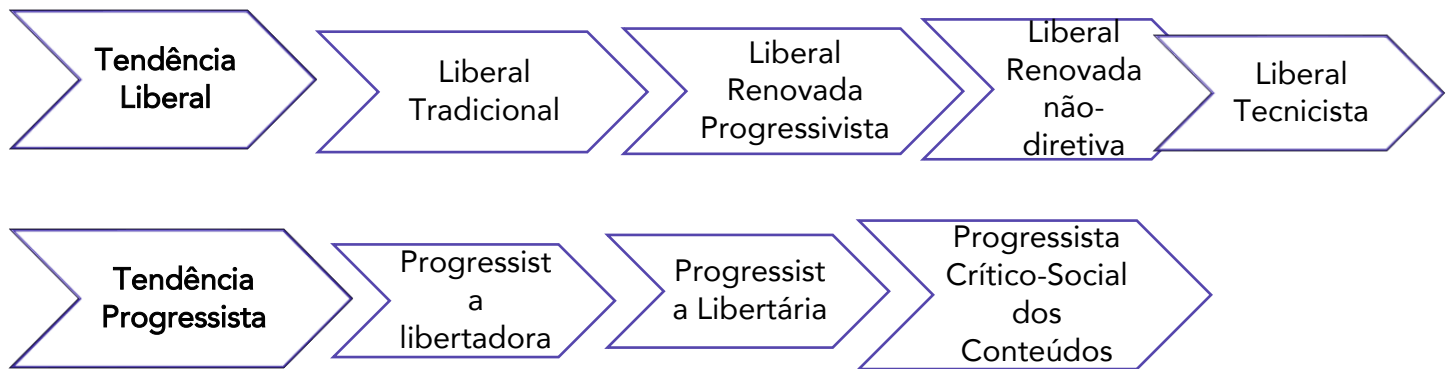 Tendência
Liberal
Liberal
Tradicional
Liberal
Renovada
Progressivista
Liberal
Renovada
não-
diretiva
Liberal
Tecnicista
Tendência
Progressista
Progressist
a
libertadora
Progressist
a Libertária
Progressista
Crítico-Social
dos
Conteúdos